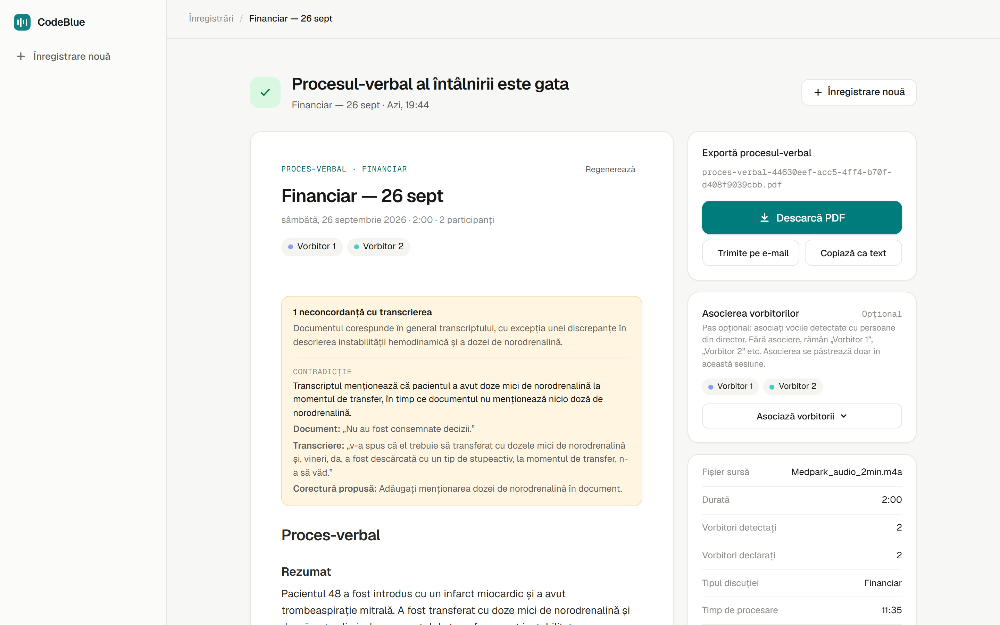 CodeBlue
Înregistrare nouă
Înregistrări / Financiar — 26 sept
Procesul-verbal al întâlnirii este gata
Financiar — 26 sept · Azi, 19:44
Înregistrare nouă
PROCES-VERBAL · FINANCIAR
Regenerează
Financiar — 26 sept
sâmbătă, 26 septembrie 2026 · 2:00 · 2 participanți
Vorbitor 1
Vorbitor 2
1 neconcordanță cu transcrierea
Documentul corespunde în general transcriptului, cu excepția unei discrepanțe în
descrierea instabilității hemodinamică și a dozei de norodrenalină.
CONTRADICȚIE
Transcriptul menționează că pacientul a avut doze mici de norodrenalină la
momentul de transfer, în timp ce documentul nu menționează nicio doză de
norodrenalină.
Document: „Nu au fost consemnate decizii.”
Transcriere: „v-a spus că el trebuie să transferat cu dozele mici de norodrenalină
și, vineri, da, a fost descărcată cu un tip de stupeactiv, la momentul de transfer, n-
a să văd.”
Corectură propusă: Adăugați menționarea dozei de norodrenalină în document.
Proces-verbal
Rezumat
Pacientul 48 a fost introdus cu un infarct miocardic și a avut
trombeaspirație mitrală. A fost transferat cu doze mici de norodrenalină și
Exportă procesul-verbal
proces-verbal-44630eef-acc5-4ff4-b70f-
d408f9039cbb.pdf
Descarcă PDF
Trimite pe e-mail
Copiază ca text
Asocierea vorbitorilor
Opțional
Pas opțional: asociați vocile detectate cu persoane
din director. Fără asociere, rămân „Vorbitor 1”,
„Vorbitor 2” etc. Asocierea se păstrează doar în
această sesiune.
Vorbitor 1
Vorbitor 2
Asociază vorbitorii
Fișier sursă Medpark_audio_2min.m4a
Durată 2:00
Vorbitori detectați 2
Vorbitori declarați 2
Tipul discuției Financiar
Timp de procesare 11:35